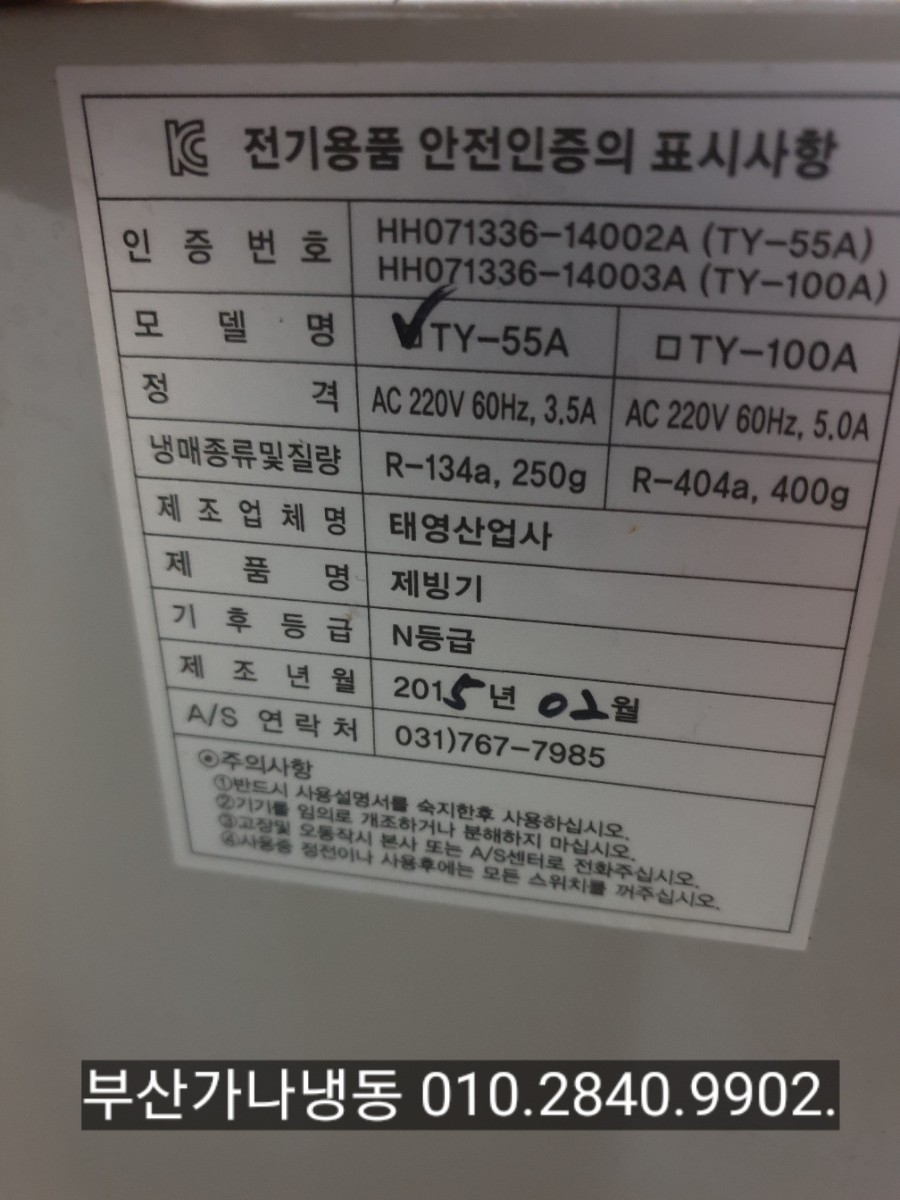 KC 전기용품 안전인증의 표시사항
인증번호 HH071336-14002A (TY-55A)
HH071336-14003A (TY-100A)
모델명 ✓TY-55A □TY-100A
정격 AC 220V 60Hz, 3.5A AC 220V 60Hz, 5.0A
냉매종류및질량 R-134a, 250g R-404a, 400g
제조업체명 태영산업사
제품명 제빙기
기후등급 N등급
제조년월 2015년 02월
A/S 연락처 031)767-7985
⊙주의사항
①반드시 사용설명서를 숙지한후 사용하십시오.
②기기를 임의로 개조하거나 분해하지 마십시오.
③고장및 오동작시 본사 또는 A/S센터로 전화주십시오.
④사용중 정전이나 사용후에는 모든 스위치를 꺼주십시오.
부산가나냉동 010.2840.9902.